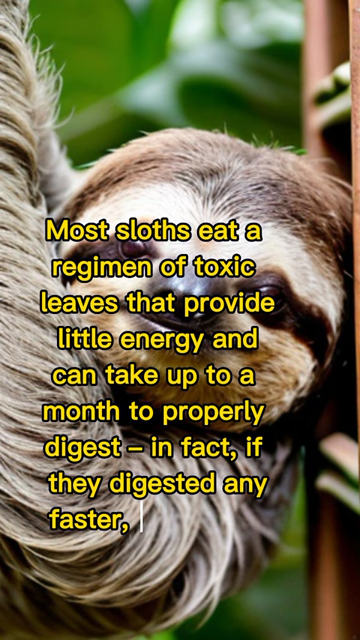 Most sloths eat a
regimen of toxic
leaves that provide
little energy and
can take up to a
month to properly
digest – in fact, if
they digested any
faster,